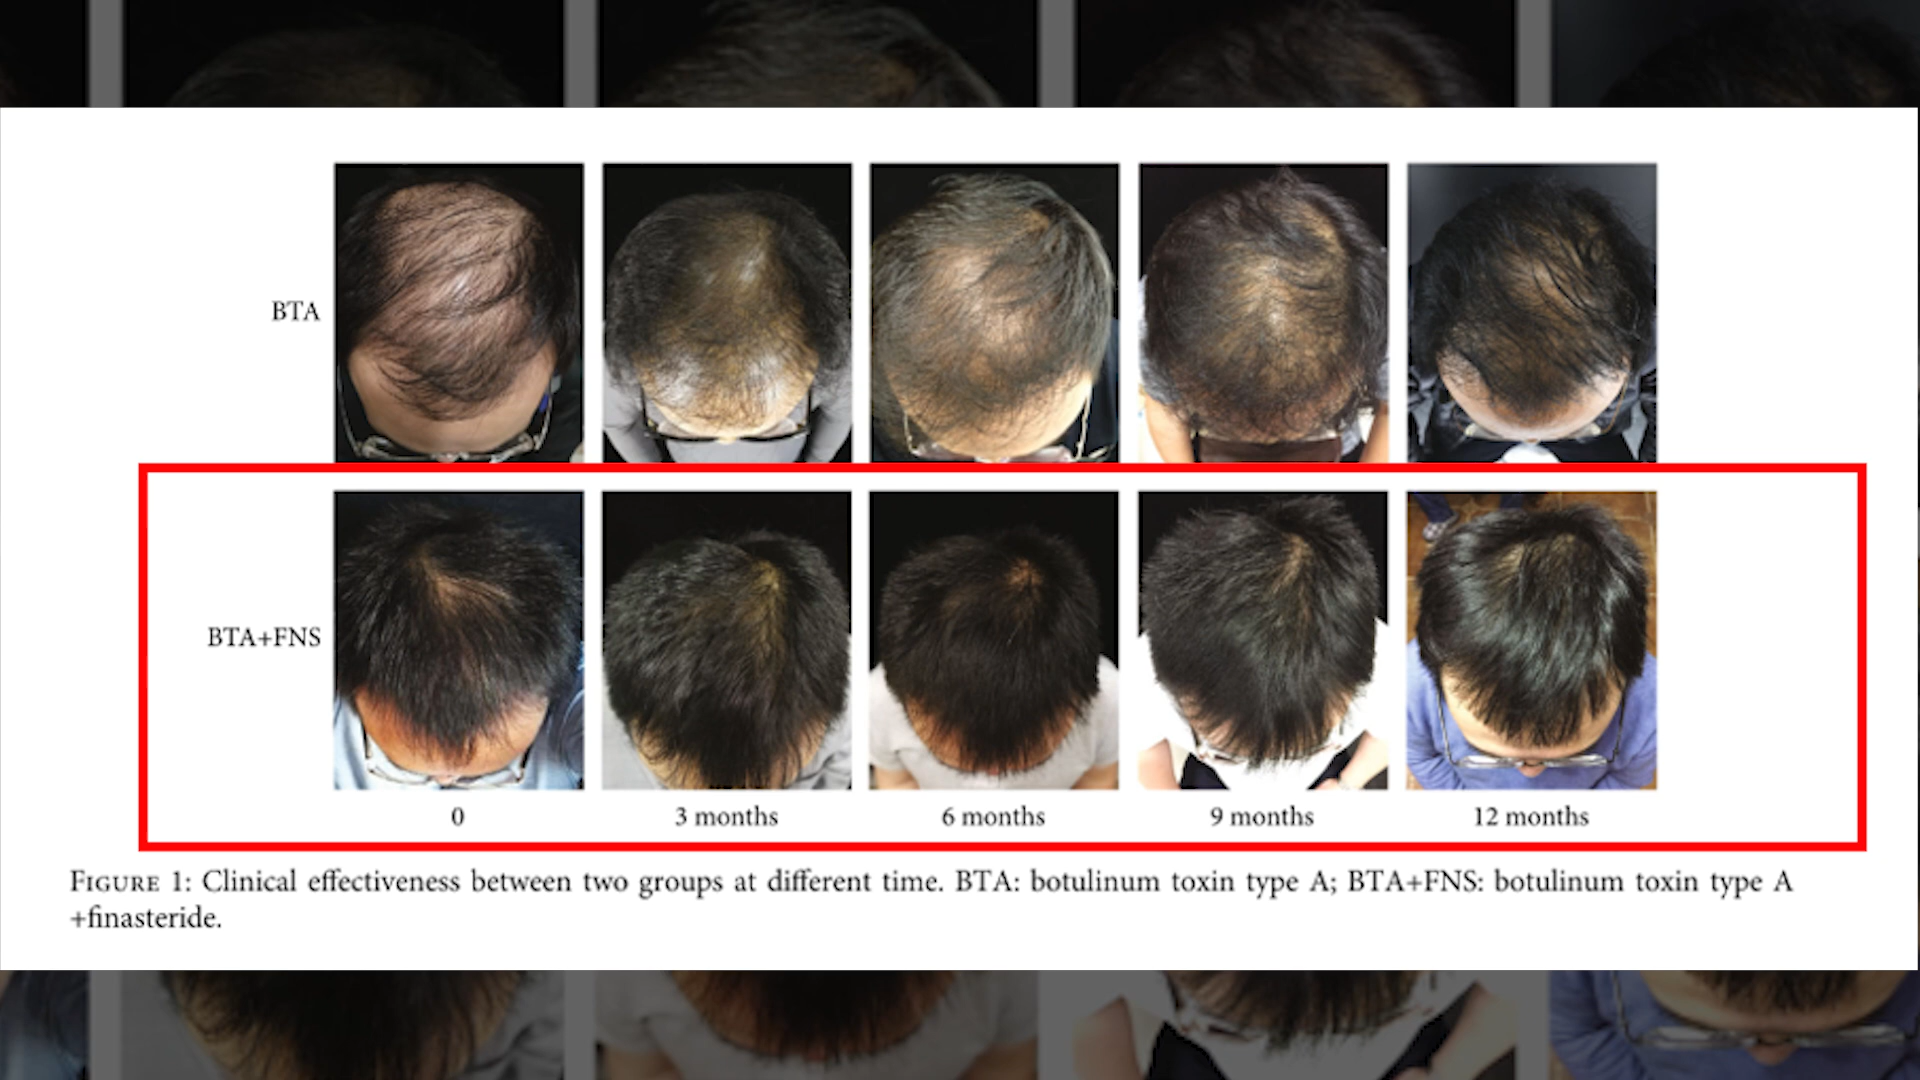 BTA
BTA+FNS
0 3 months 6 months 9 months 12 months
FIGURE 1: Clinical effectiveness between two groups at different time. BTA: botulinum toxin type A; BTA+FNS: botulinum toxin type A
+finasteride.